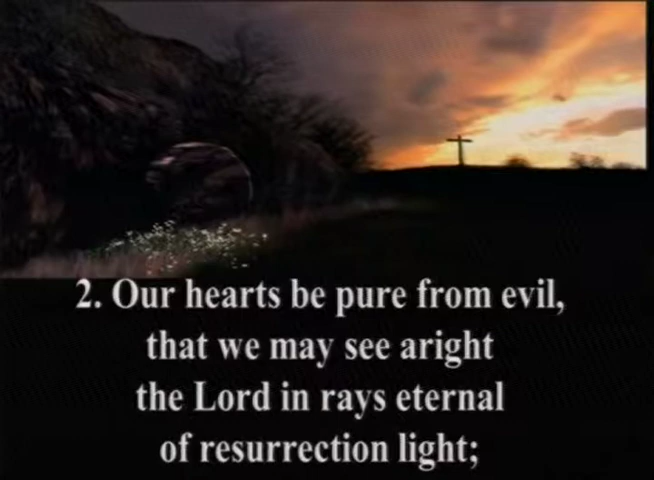 2. Our hearts be pure from evil,
that we may see aright
the Lord in rays eternal
of resurrection light;